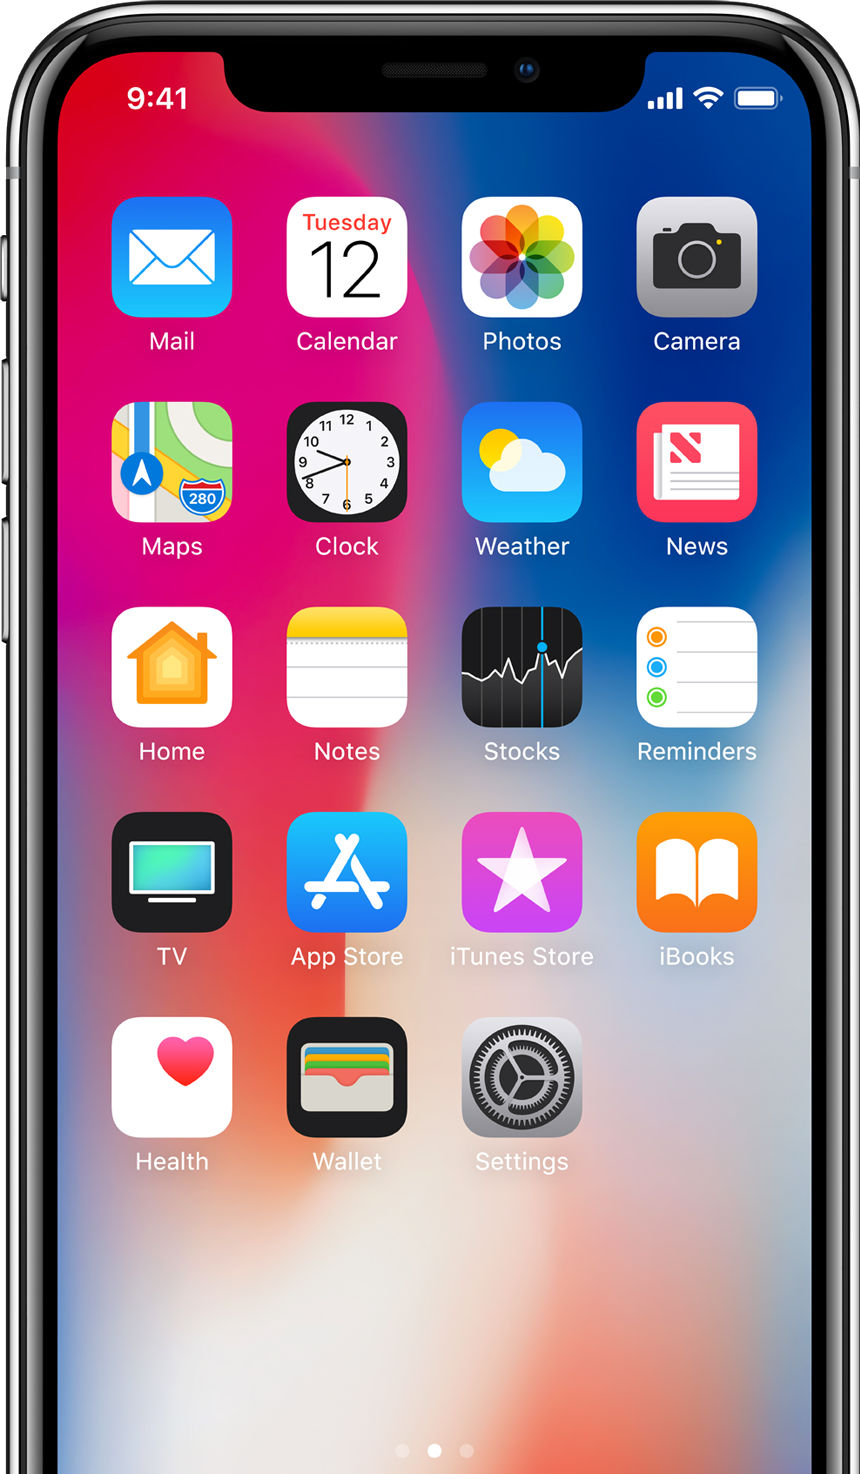 9:41
Tuesday
12
Mail Calendar Photos Camera
280
12
11 1
10 2
9 3
8 4
7 5
6
Maps Clock Weather News
Home Notes Stocks Reminders
TV App Store iTunes Store iBooks
Health Wallet Settings